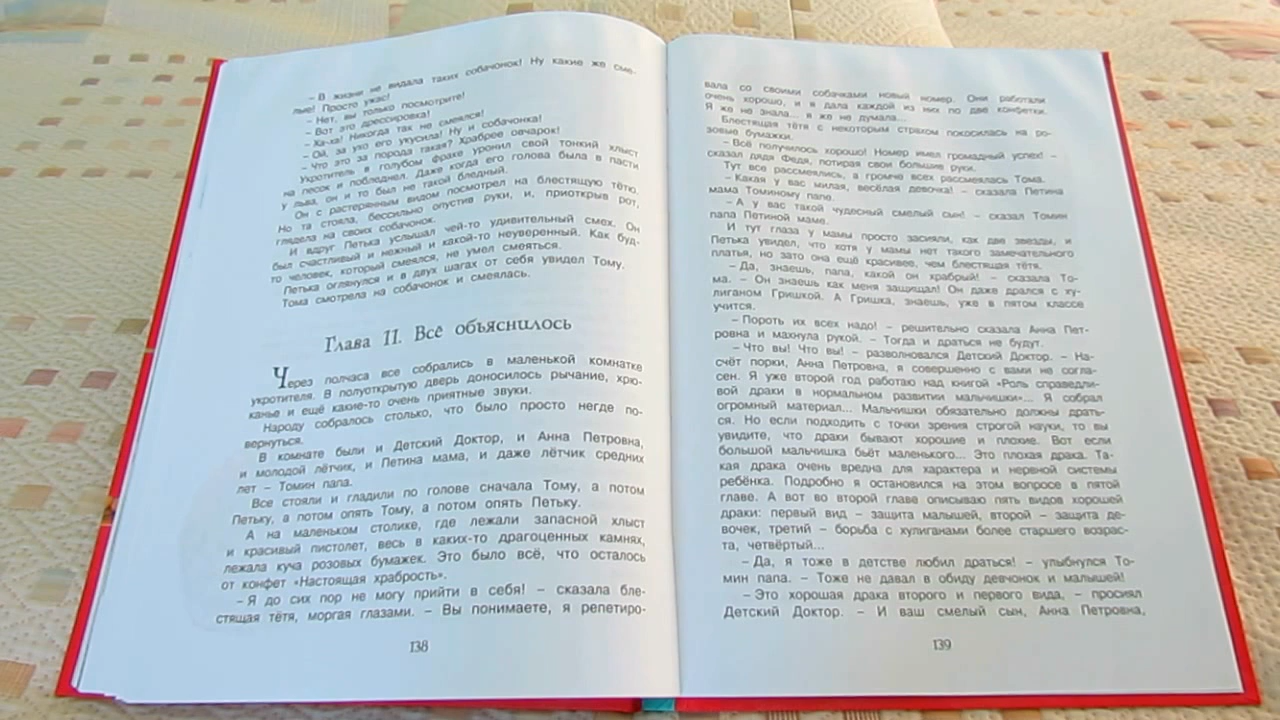 – В жизни не видала таких собачонок! Ну какие же сме-
лые! Просто ужас!
– Нет, вы только посмотрите!
– Вот это дрессировка!
– Ха-ха! Никогда так не смеялся!
– Ой, за ухо его укусила! Ну и собачонка!
– Что это за порода такая? Храбрее овчарок!
Укротитель в голубом фраке уронил свой тонкий хлыст
на песок и побледнел. Даже когда его голова была в пасти
у льва, он и то был не такой бледный.
Он с растерянным видом посмотрел на блестящую тётю.
Но та стояла, бессильно опустив руки, и, приоткрыв рот,
глядела на своих собачонок.
И вдруг Петька услышал чей-то удивительный смех. Он
был счастливый и нежный и какой-то неуверенный. Как буд-
то человек, который смеялся, не умел смеяться.
Петька оглянулся и в двух шагах от себя увидел Тому.
Тома смотрела на собачонок и смеялась.
Глава II. Всё объяснилось
Через полчаса все собрались в маленькой комнатке
укротителя. В полуоткрытую дверь доносилось рычание, хрю-
канье и ещё какие-то очень приятные звуки.
Народу собралось столько, что было просто негде по-
вернуться.
В комнате были и Детский Доктор, и Анна Петровна,
и молодой лётчик, и Петина мама, и даже лётчик средних
лет – Томин папа.
Все стояли и гладили по голове сначала Тому, а потом
Петьку, а потом опять Тому, а потом опять Петьку.
А на маленьком столике, где лежали запасной хлыст
и красивый пистолет, весь в каких-то драгоценных камнях,
лежала куча розовых бумажек. Это было всё, что осталось
от конфет «Настоящая храбрость».
– Я до сих пор не могу прийти в себя! – сказала бле-
стящая тётя, моргая глазами. – Вы понимаете, я репетиро-
138
вала со своими собачками новый номер. Они работали
очень хорошо, и я дала каждой из них по две конфетки.
Я же не знала... я же не думала...
Блестящая тётя с некоторым страхом покосилась на ро-
зовые бумажки.
– Всё получилось хорошо! Номер имел громадный успех! –
сказал дядя Федя, потирая свои большие руки.
Тут все рассмеялись, а громче всех рассмеялась Тома.
– Какая у вас милая, весёлая девочка! – сказала Петина
мама Томиному папе.
– А у вас такой чудесный смелый сын! – сказал Томин
папа Петиной маме.
И тут глаза у мамы просто засияли, как две звезды, и
Петька увидел, что хотя у мамы нет такого замечательного
платья, но зато она ещё красивее, чем блестящая тётя.
– Да, знаешь, папа, какой он храбрый! – сказала То-
ма. – Он знаешь как меня защищал! Он даже дрался с ху-
лиганом Гришкой. А Гришка, знаешь, уже в пятом классе
учится.
– Пороть их всех надо! – решительно сказала Анна Пет-
ровна и махнула рукой. – Тогда и драться не будут.
– Что вы! Что вы! – разволновался Детский Доктор. – На-
счёт порки, Анна Петровна, я совершенно с вами не согла-
сен. Я уже второй год работаю над книгой «Роль справедли-
вой драки в нормальном развитии мальчишки»... Я собрал
огромный материал... Мальчишки обязательно должны драть-
ся. Но если подходить с точки зрения строгой науки, то вы
увидите, что драки бывают хорошие и плохие. Вот если
большой мальчишка бьёт маленького... Это плохая драка. Та-
кая драка очень вредна для характера и нервной системы
ребёнка. Подробно я остановился на этом вопросе в пятой
главе. А вот во второй главе описываю пять видов хорошей
драки: первый вид – защита малышей, второй – защита де-
вочек, третий – борьба с хулиганами более старшего возрас-
та, четвёртый...
– Да, я тоже в детстве любил драться! – улыбнулся То-
мин папа. – Тоже не давал в обиду девчонок и малышей!
– Это хорошая драка второго и первого вида, – просиял
Детский Доктор. – И ваш смелый сын, Анна Петровна,
139